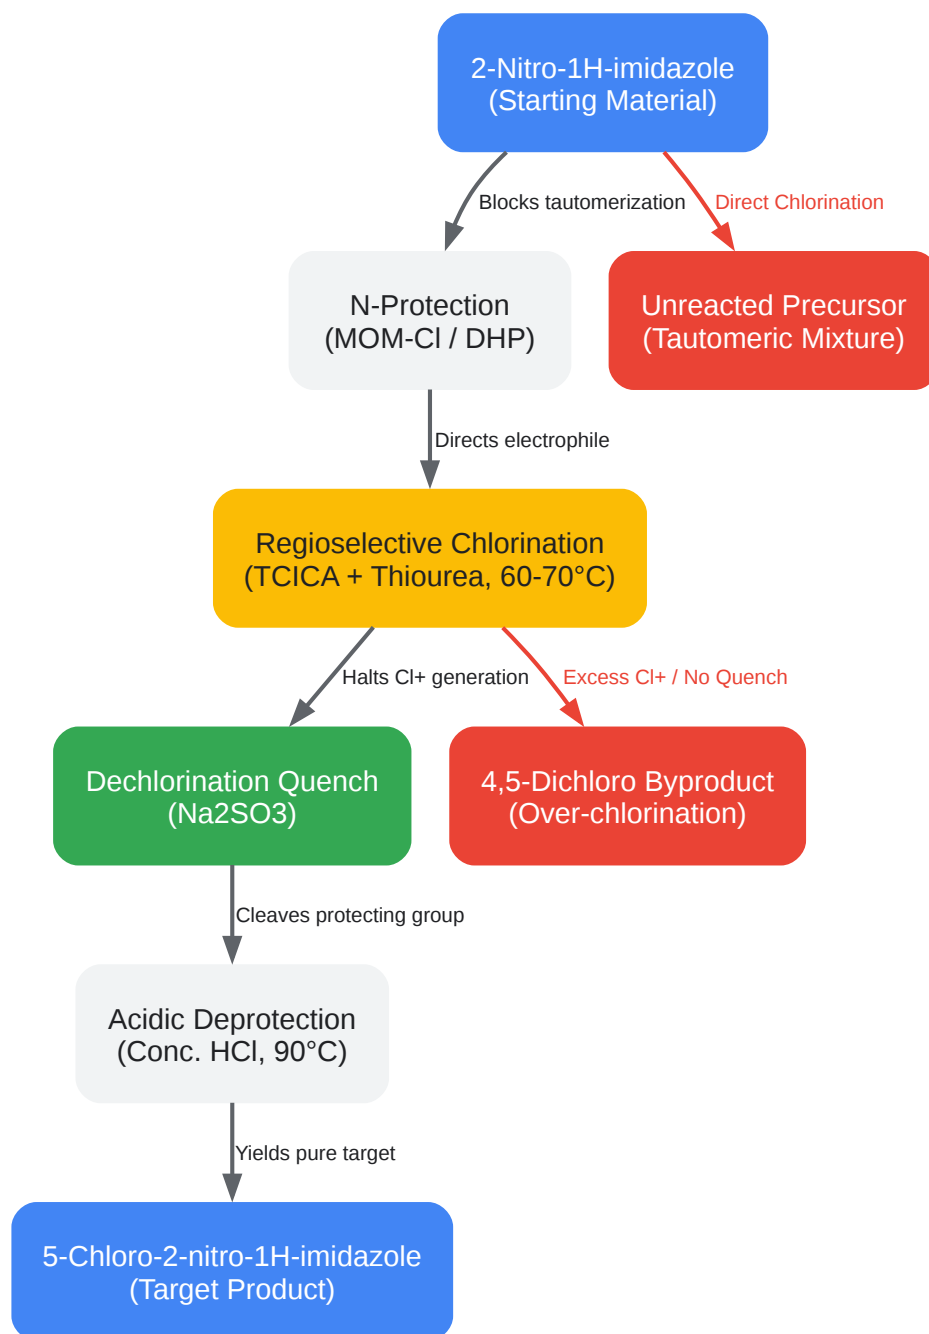 2-Nitro-1H-imidazole
(Starting Material)
Blocks tautomerization
Direct Chlorination
N-Protection
(MOM-Cl / DHP)
Unreacted Precursor
(Tautomeric Mixture)
Directs electrophile
Regioselective Chlorination
(TCICA + Thiourea, 60-70°C)
Halts Cl+ generation
Excess Cl+ / No Quench
Dechlorination Quench
(Na2SO3)
4,5-Dichloro Byproduct
(Over-chlorination)
Cleaves protecting group
Acidic Deprotection
(Conc. HCl, 90°C)
Yields pure target
5-Chloro-2-nitro-1H-imidazole
(Target Product)